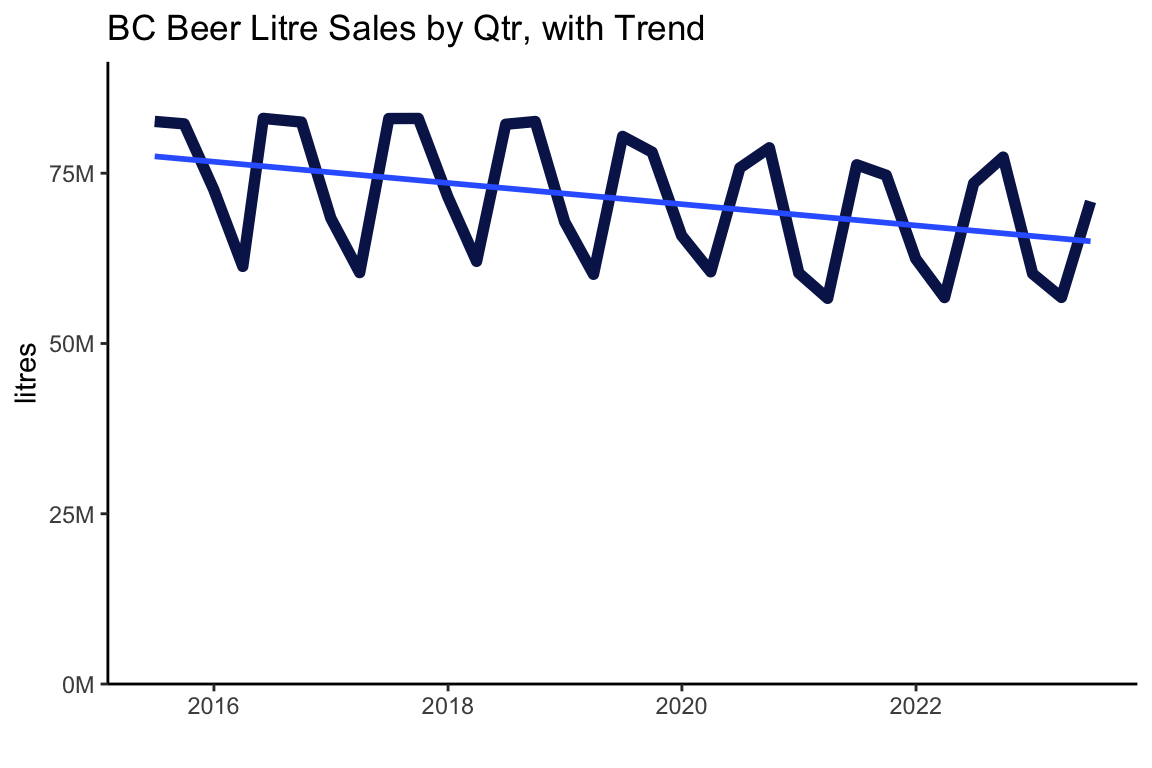 BC Beer Litre Sales by Qtr, with Trend
litres
75M
50M
25M
0M
2016 2018 2020 2022